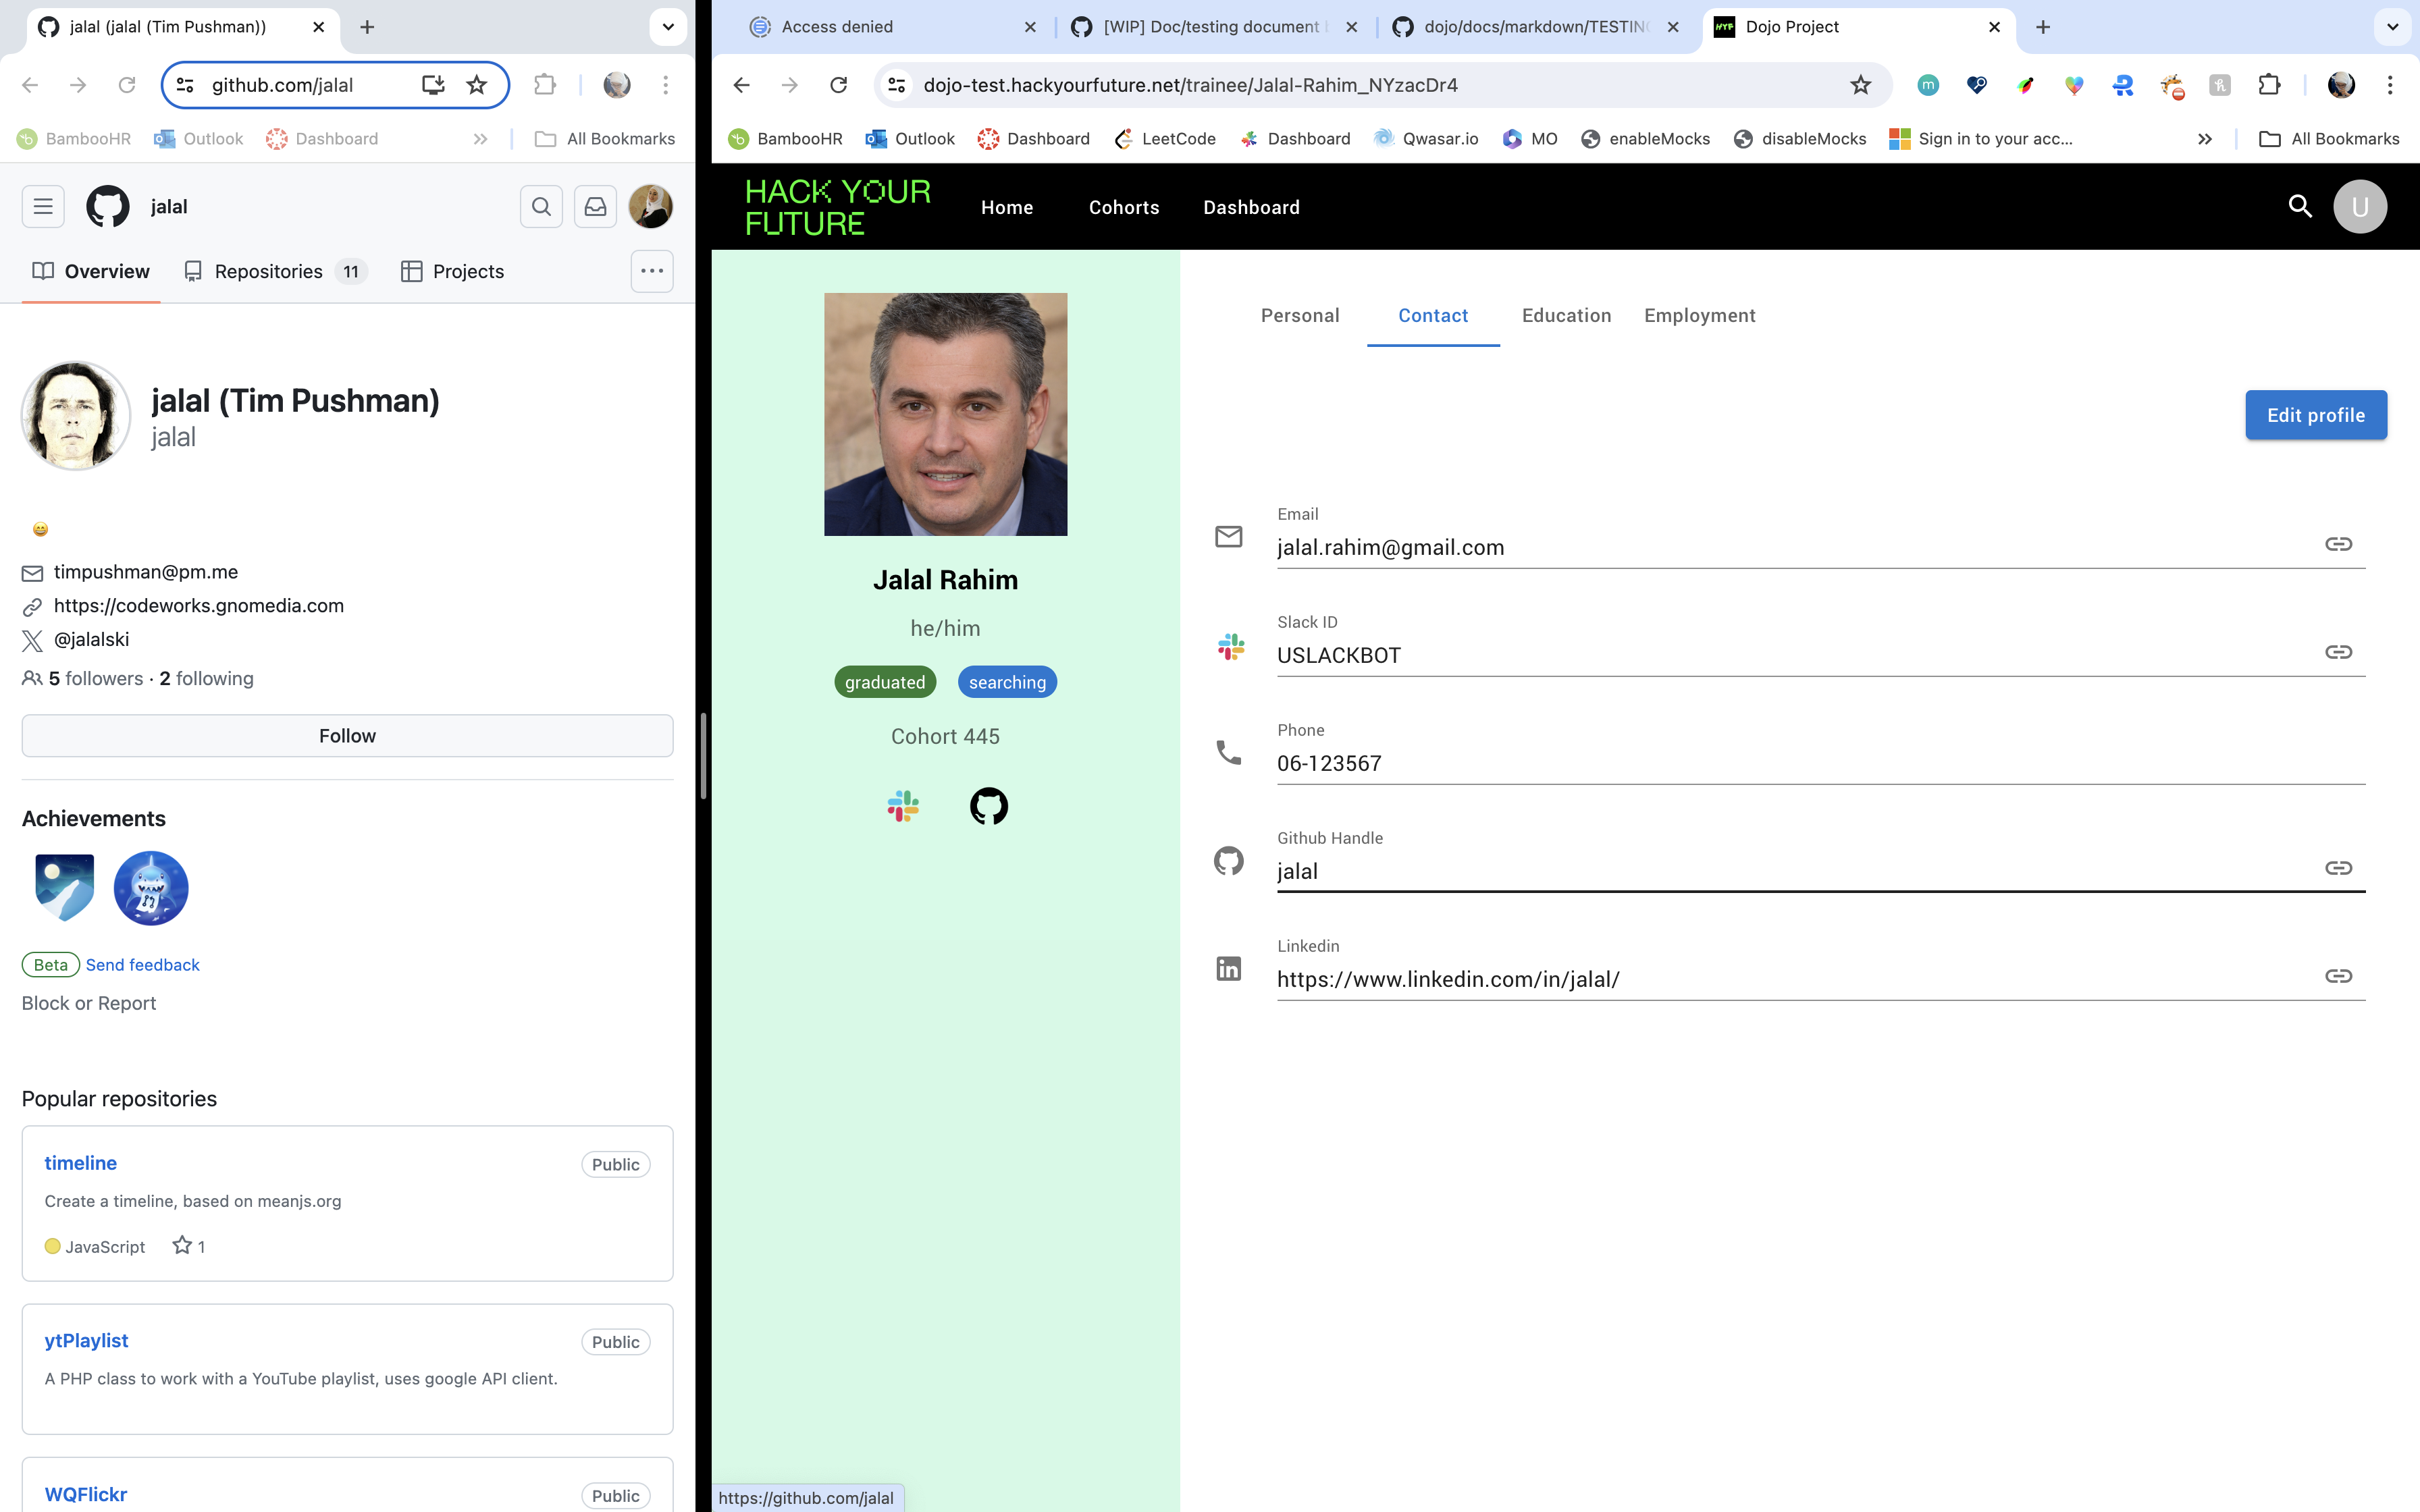 jalal (jalal (Tim Pushman))
github.com/jalal
BambooHR
Outlook
Dashboard
All Bookmarks
jalal
Overview
Repositories 11
Projects
jalal (Tim Pushman)
jalal
timpushman@pm.me
https://codeworks.gnomedia.com
@jalalski
5 followers · 2 following
Follow
Achievements
Beta Send feedback
Block or Report
Popular repositories
timeline
Public
Create a timeline, based on meanjs.org
JavaScript 1
ytPlaylist
Public
A PHP class to work with a YouTube playlist, uses google API client.
WQFlickr
Public
Access denied
[WIP] Doc/testing document
dojo/docs/markdown/TESTING
Dojo Project
dojo-test.hackyourfuture.net/trainee/Jalal-Rahim_NYzacDr4
BambooHR
Outlook
Dashboard
LeetCode
Dashboard
Qwasar.io
MO
enableMocks
disableMocks
Sign in to your acc...
All Bookmarks
HACK YOUR
FUTURE
Home
Cohorts
Dashboard
U
Jalal Rahim
he/him
graduated
searching
Cohort 445
Personal
Contact
Education
Employment
Edit profile
Email
jalal.rahim@gmail.com
Slack ID
USLACKBOT
Phone
06-123567
Github Handle
jalal
Linkedin
https://www.linkedin.com/in/jalal/
https://github.com/jalal